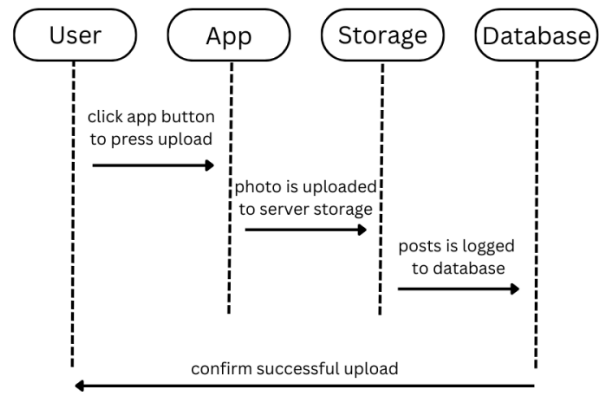 User
App
Storage
Database
click app button
to press upload
photo is uploaded
to server storage
posts is logged
to database
confirm successful upload